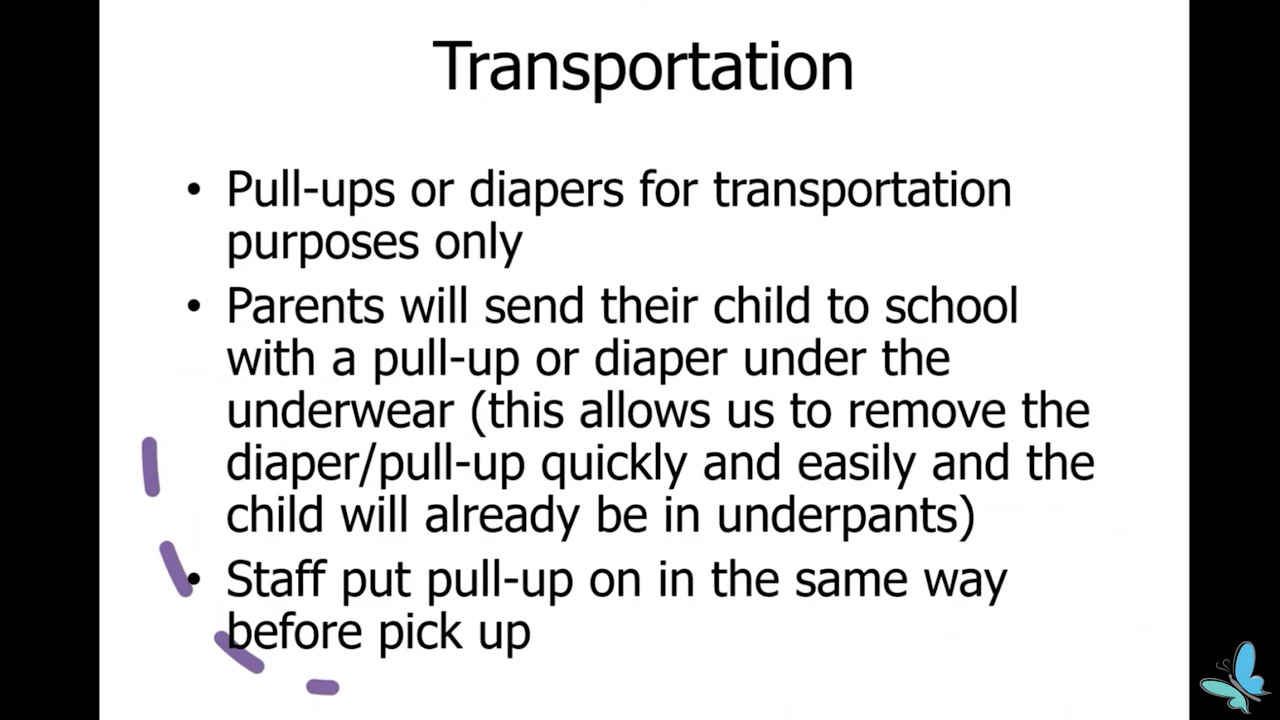 Transportation
• Pull-ups or diapers for transportation
purposes only
• Parents will send their child to school
with a pull-up or diaper under the
underwear (this allows us to remove the
diaper/pull-up quickly and easily and the
child will already be in underpants)
• Staff put pull-up on in the same way
before pick up